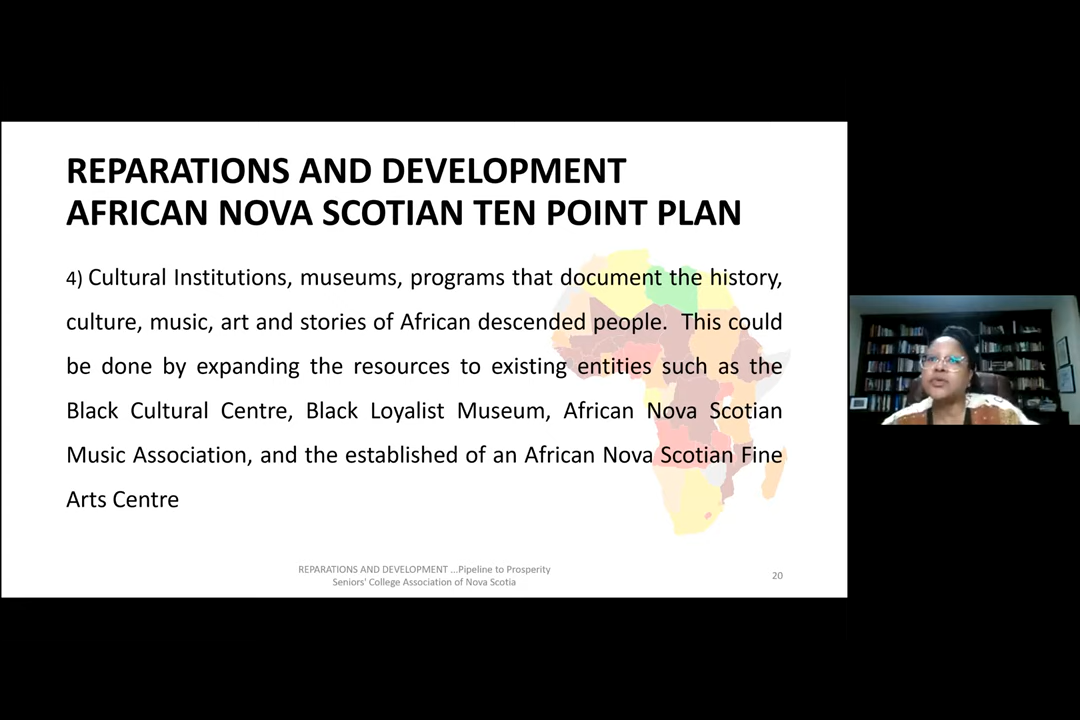 REPARATIONS AND DEVELOPMENT
AFRICAN NOVA SCOTIAN TEN POINT PLAN
4) Cultural Institutions, museums, programs that document the history,
culture, music, art and stories of African descended people.  This could
be done by expanding the resources to existing entities such as the
Black Cultural Centre, Black Loyalist Museum, African Nova Scotian
Music Association, and the established of an African Nova Scotian Fine
Arts Centre
REPARATIONS AND DEVELOPMENT ...Pipeline to Prosperity
Seniors' College Association of Nova Scotia
20